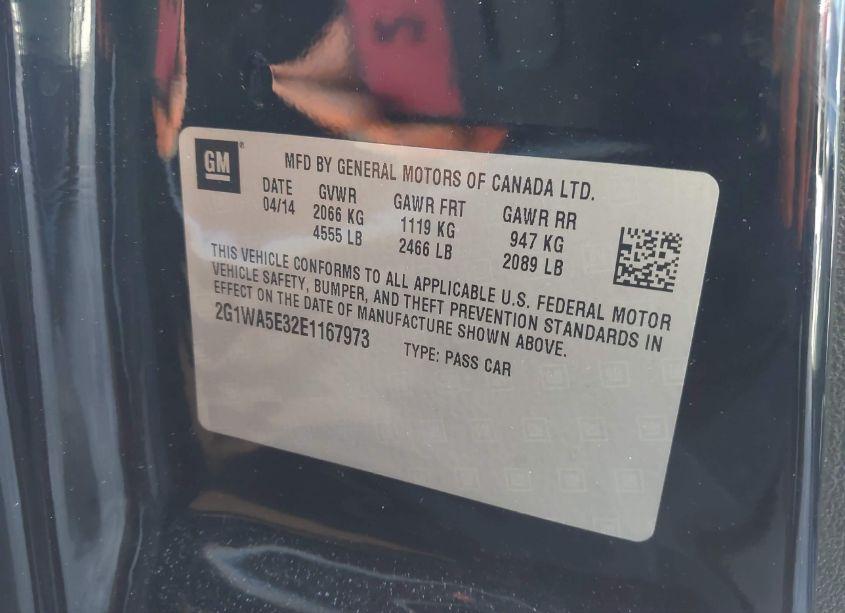 GM
MFD BY GENERAL MOTORS OF CANADA LTD.
DATE GVWR GAWR FRT GAWR RR
04/14 2066 KG 1119 KG 947 KG
4555 LB 2466 LB 2089 LB
THIS VEHICLE CONFORMS TO ALL APPLICABLE U.S. FEDERAL MOTOR
VEHICLE SAFETY, BUMPER, AND THEFT PREVENTION STANDARDS IN
EFFECT ON THE DATE OF MANUFACTURE SHOWN ABOVE.
2G1WA5E32E1167973 TYPE: PASS CAR